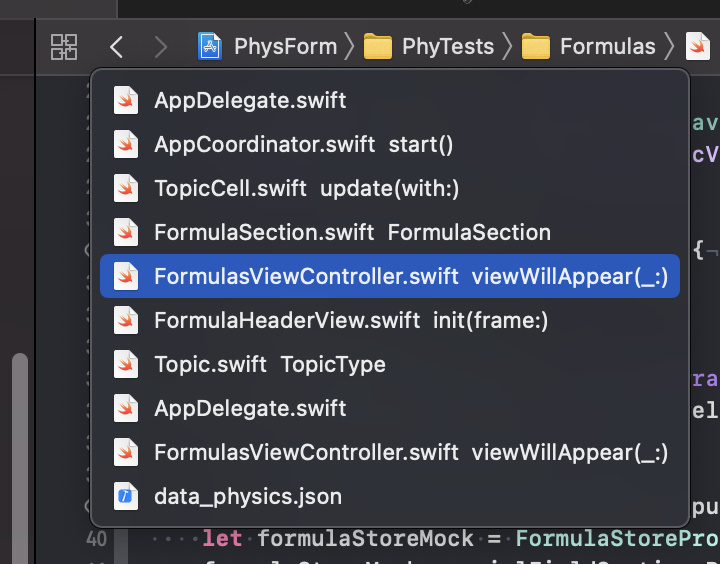 PhysForm PhyTests Formulas
AppDelegate.swift
av
AppCoordinator.swift start()
cV
TopicCell.swift update(with:)
FormulaSection.swift FormulaSection
{
FormulasViewController.swift viewWillAppear(_:)
FormulaHeaderView.swift init(frame:)
Topic.swift TopicType
ra
AppDelegate.swift
el
FormulasViewController.swift viewWillAppear(_:)
data_physics.json
pu
40 let formulaStoreMock = FormulaStorePro